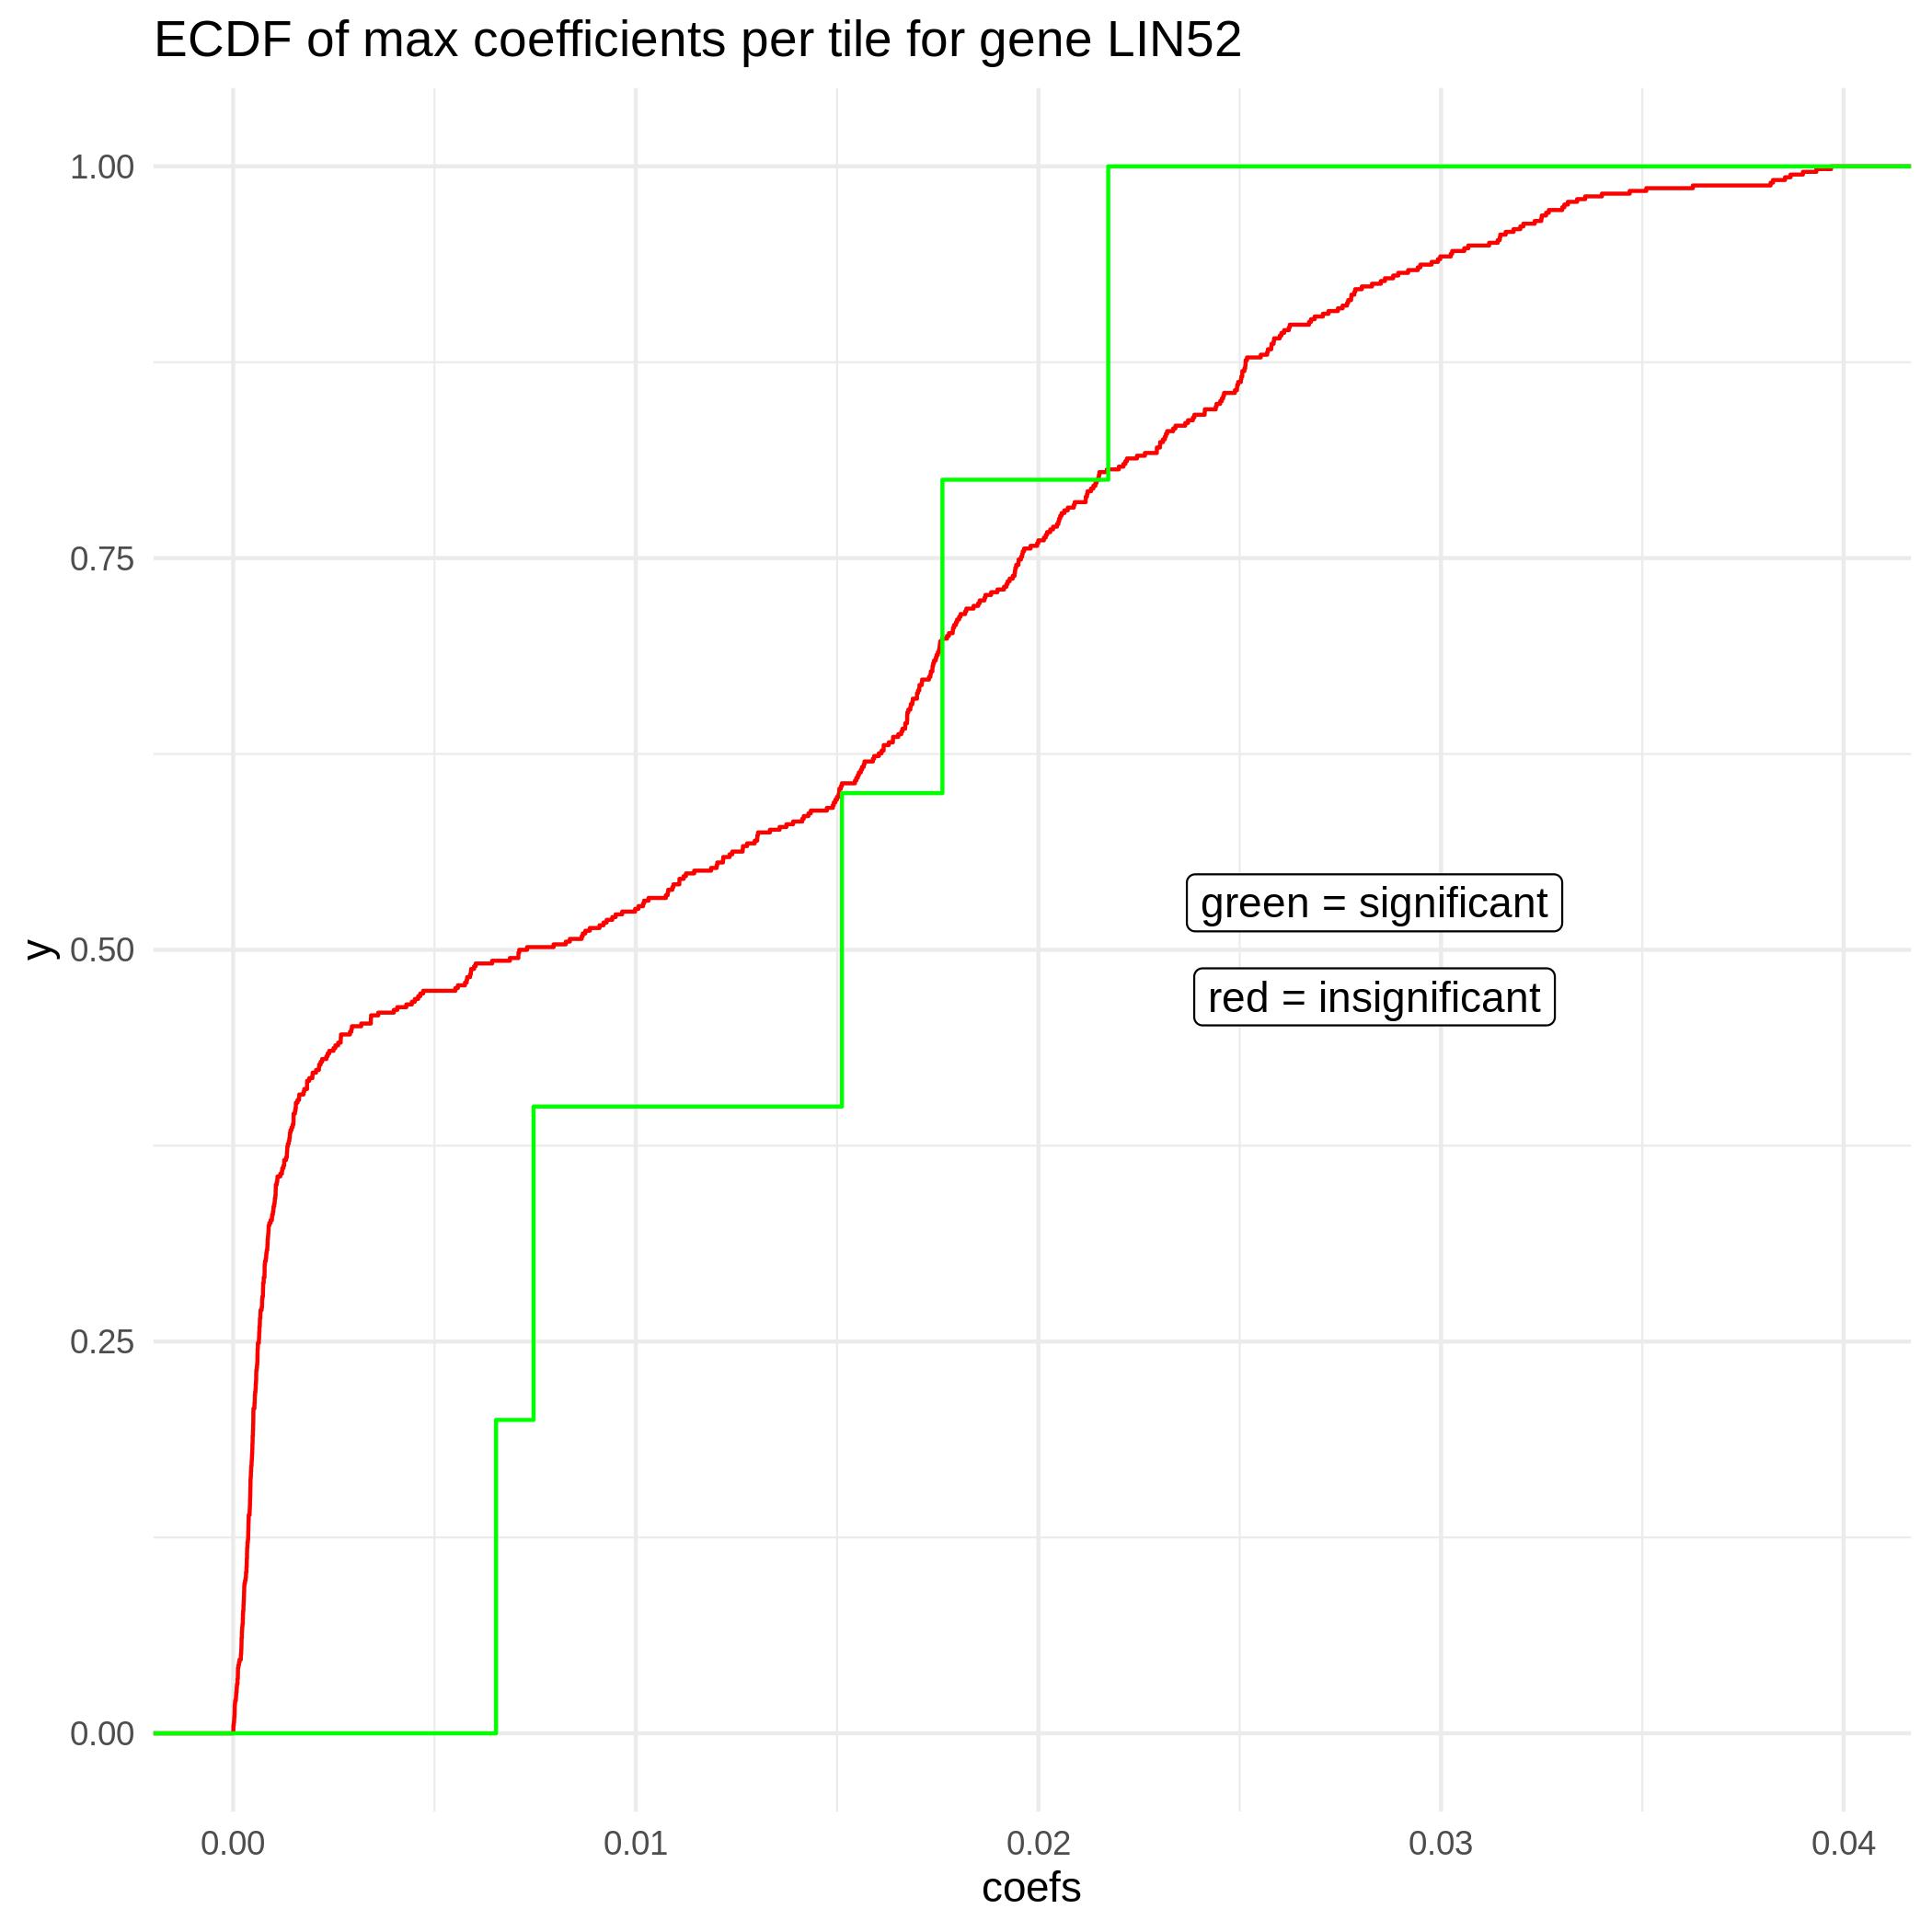 ECDF of max coefficients per tile for gene LIN52
1.00
0.75
0.50
0.25
0.00
y
green = significant
red = insignificant
0.00 0.01 0.02 0.03 0.04
coefs